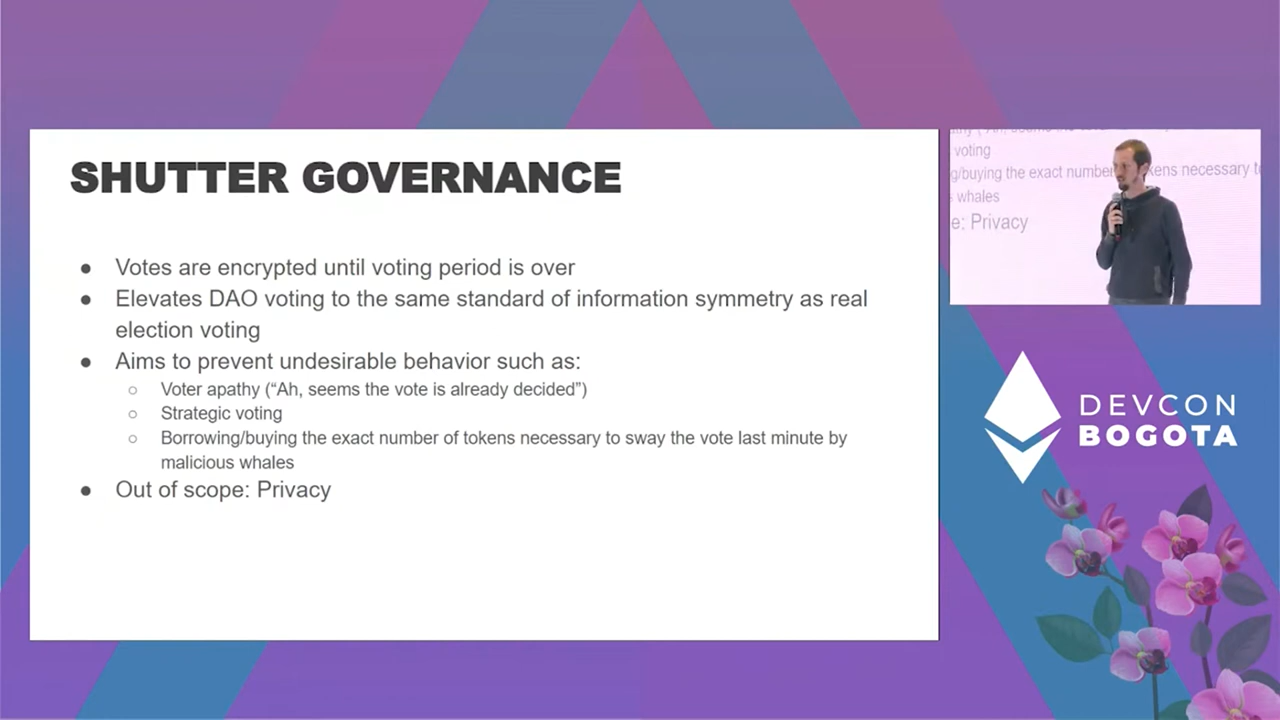 SHUTTER GOVERNANCE
● Votes are encrypted until voting period is over
● Elevates DAO voting to the same standard of information symmetry as real
election voting
● Aims to prevent undesirable behavior such as:
○ Voter apathy (“Ah, seems the vote is already decided”)
○ Strategic voting
○ Borrowing/buying the exact number of tokens necessary to sway the vote last minute by
malicious whales
● Out of scope: Privacy
voting
g/buying the exact number kens necessary
whales
e: Privacy
DEVCON
BOGOTA